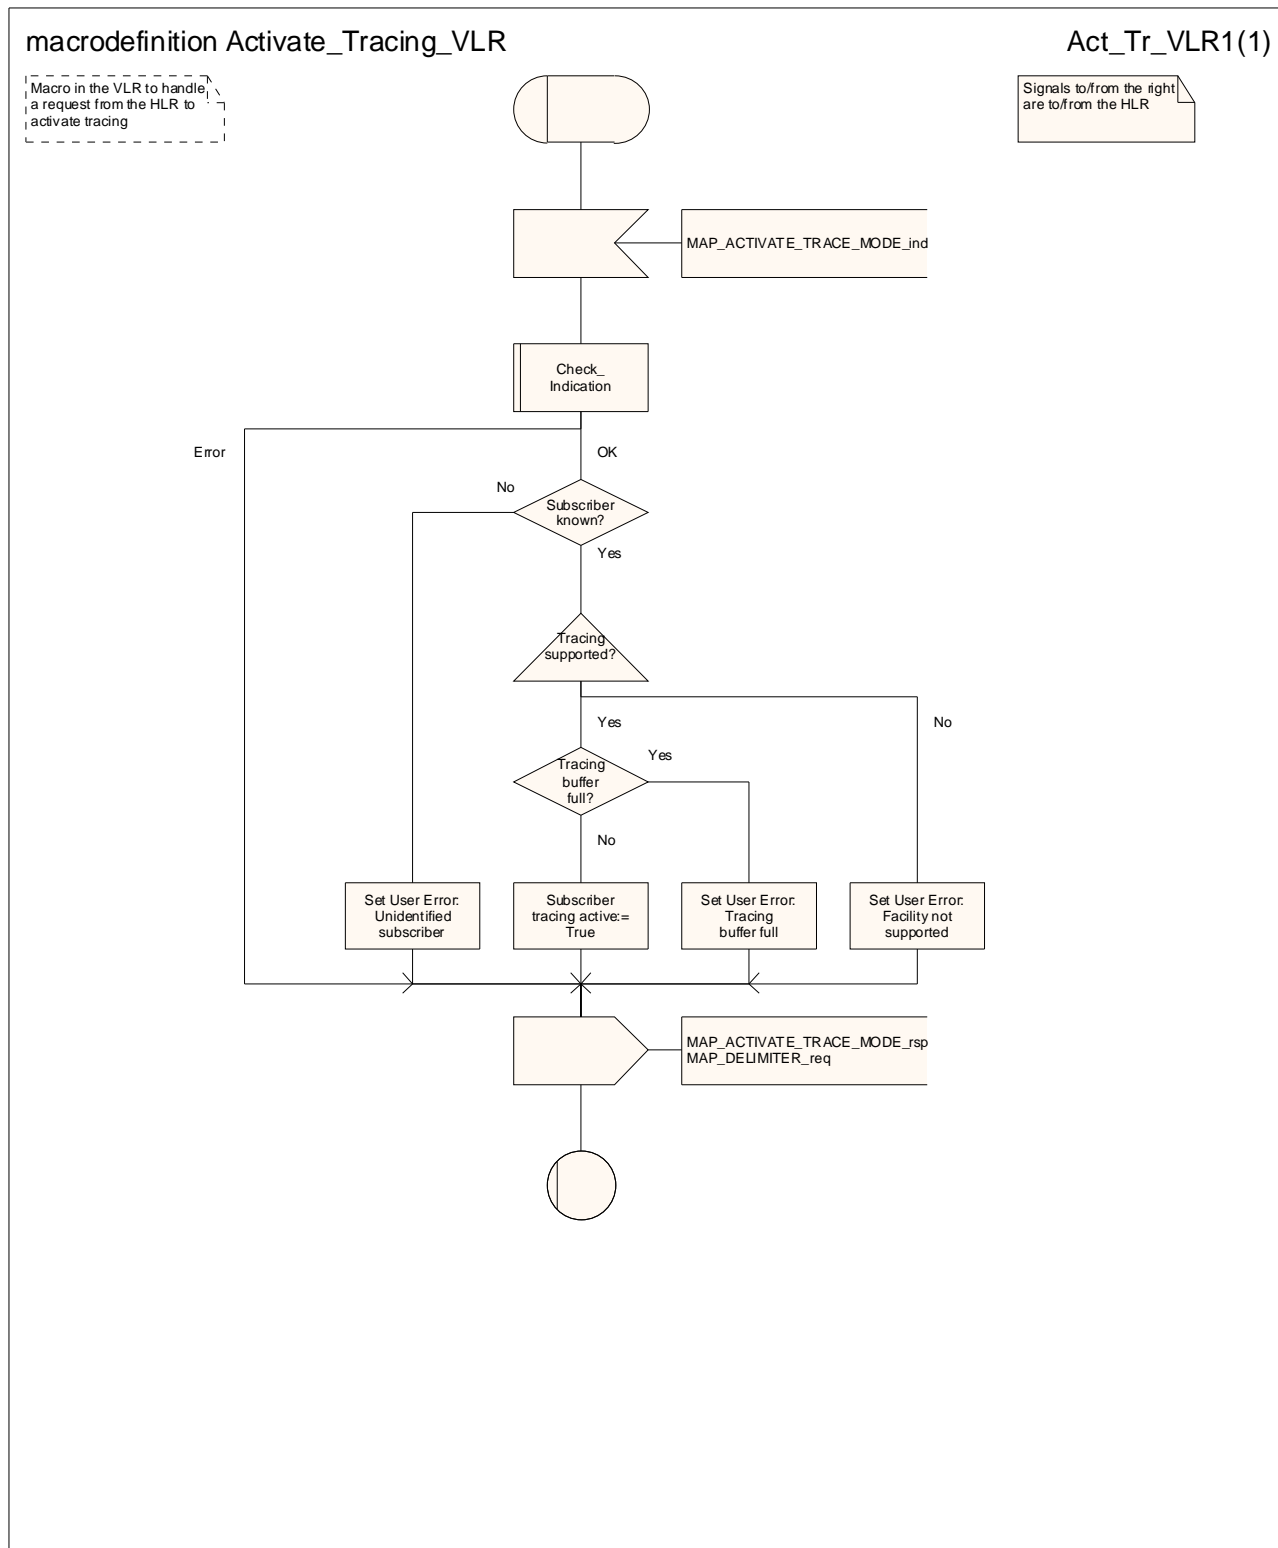 macrodefinition Activate_Tracing_VLR
Act_Tr_VLR1(1)
Macro in the VLR to handle
a request from the HLR to
activate tracing
Signals to/from the right
are to/from the HLR
MAP_ACTIVATE_TRACE_MODE_ind
Check_
Indication
Error
OK
No
Subscriber
known?
Yes
Tracing
supported?
Yes
No
Yes
Tracing
buffer
full?
No
Set User Error:
Unidentified
subscriber
Subscriber
tracing active:=
True
Set User Error:
Tracing
buffer full
Set User Error:
Facility not
supported
MAP_ACTIVATE_TRACE_MODE_rsp
MAP_DELIMITER_req